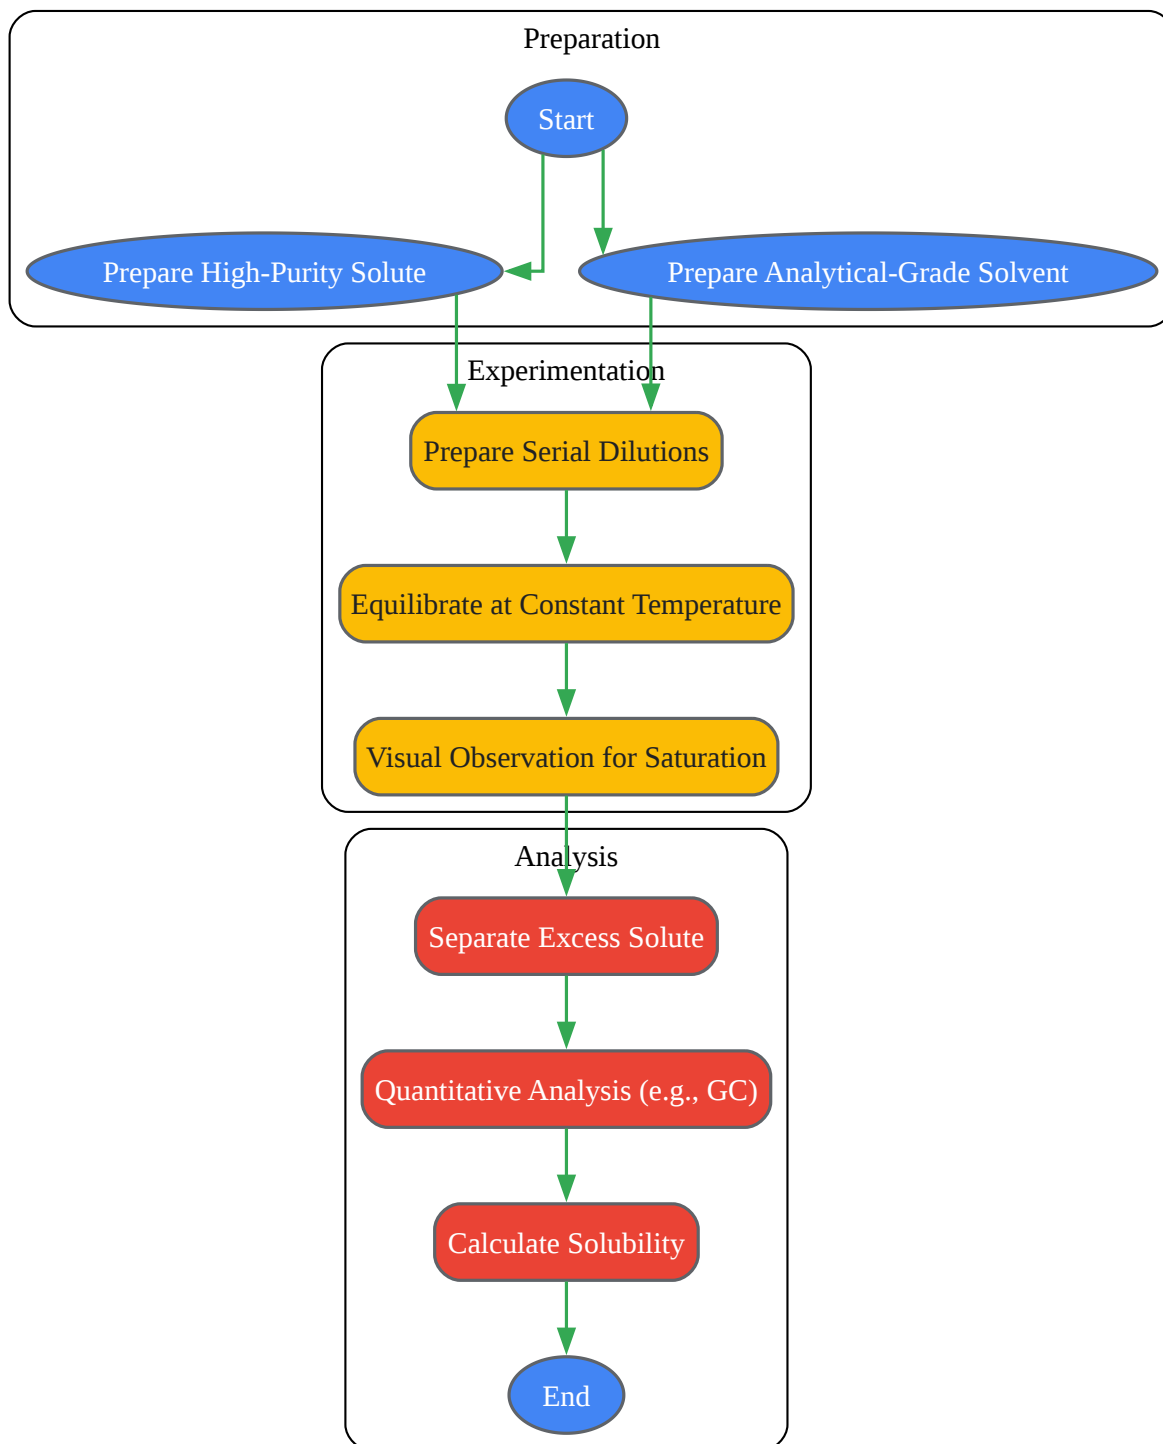 Preparation
Start
Prepare High-Purity Solute
Prepare Analytical-Grade Solvent
Experimentation
Prepare Serial Dilutions
Equilibrate at Constant Temperature
Visual Observation for Saturation
Analysis
Separate Excess Solute
Quantitative Analysis (e.g., GC)
Calculate Solubility
End